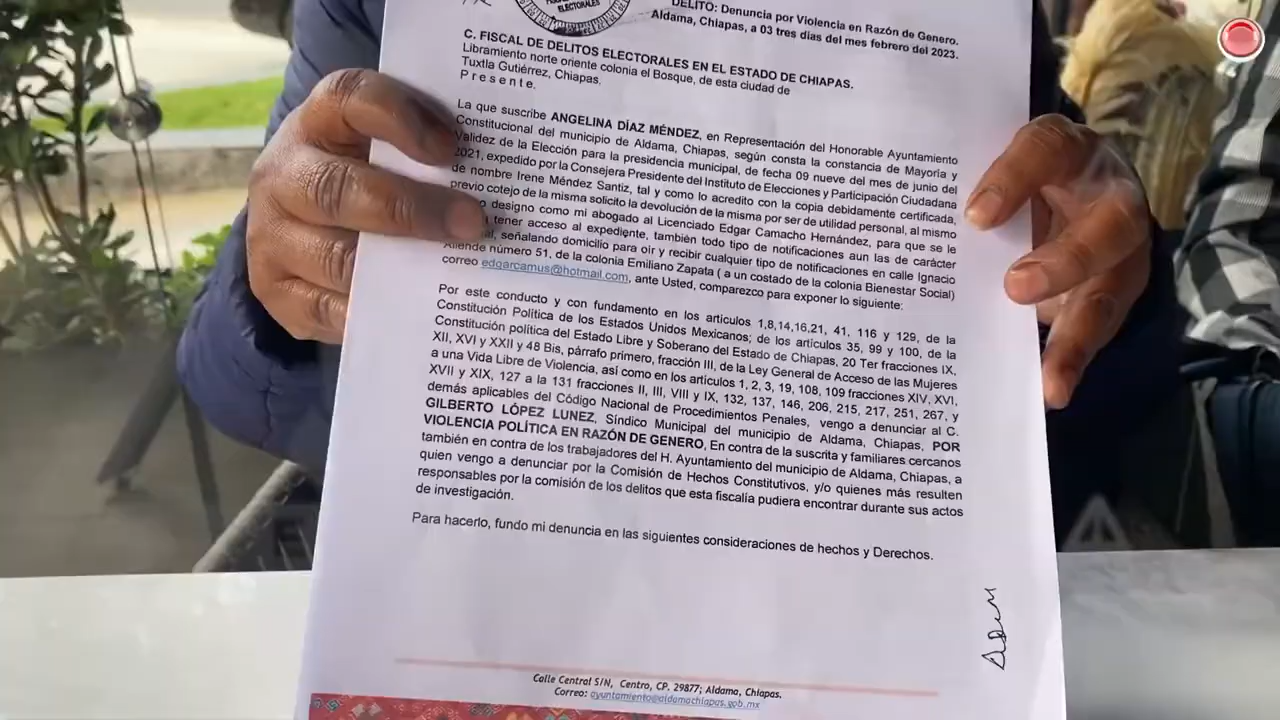 ELECTORALES
DELITO: Denuncia por Violencia en Razón de Genero.
Aldama, Chiapas, a 03 tres días del mes febrero del 2023.
C. FISCAL DE DELITOS ELECTORALES EN EL ESTADO DE CHIAPAS.
Libramiento norte oriente colonia el Bosque, de esta ciudad de
Tuxtla Gutiérrez, Chiapas.
P r e s e n t e.
La que suscribe ANGELINA DÍAZ MÉNDEZ, en Representación del Honorable Ayuntamiento
Constitucional del municipio de Aldama, Chiapas, según consta la constancia de Mayoría y
Validez de la Elección para la presidencia municipal, de fecha 09 nueve del mes de junio del
2021, expedido por la Consejera Presidente del Instituto de Elecciones y Participación Ciudadana
de nombre Irene Méndez Santiz, tal y como lo acredito con la copia debidamente certificada,
previo cotejo de la misma solicito la devolución de la misma por ser de utilidad personal, al mismo
designo como mi abogado al Licenciado Edgar Camacho Hernández, para que se le
tener acceso al expediente, también todo tipo de notificaciones aun las de carácter
señalando domicilio para oír y recibir cualquier tipo de notificaciones en calle Ignacio
Allende número 51, de la colonia Emiliano Zapata ( a un costado de la colonia Bienestar Social)
correo edgarcamus@hotmail.com, ante Usted, comparezco para exponer lo siguiente:
Por este conducto y con fundamento en los artículos 1,8,14,16,21, 41, 116 y 129, de la
Constitución Política de los Estados Unidos Mexicanos; de los artículos 35, 99 y 100, de la
Constitución política del Estado Libre y Soberano del Estado de Chiapas, 20 Ter fracciones IX,
XII, XVI y XXII y 48 Bis, párrafo primero, fracción III, de la Ley General de Acceso de las Mujeres
a una Vida Libre de Violencia, así como en los artículos 1, 2, 3, 19, 108, 109 fracciones XIV, XVI,
XVII y XIX, 127 a la 131 fracciones II, III, VIII y IX, 132, 137, 146, 206, 215, 217, 251, 267, y
demás aplicables del Código Nacional de Procedimientos Penales, vengo a denunciar al C.
GILBERTO LÓPEZ LUNEZ, Síndico Municipal del municipio de Aldama, Chiapas, POR
VIOLENCIA POLÍTICA EN RAZÓN DE GENERO, En contra de la suscrita y familiares cercanos
también en contra de los trabajadores del H. Ayuntamiento del municipio de Aldama, Chiapas, a
quien vengo a denunciar por la Comisión de Hechos Constitutivos, y/o quienes más resulten
responsables por la comisión de los delitos que esta fiscalía pudiera encontrar durante sus actos
de investigación.
Para hacerlo, fundo mi denuncia en las siguientes consideraciones de hechos y Derechos.
Calle Central S/N, Centro, CP. 29877; Aldama, Chiapas.
Correo: ayuntamiento@aldamachiapas.gob.mx